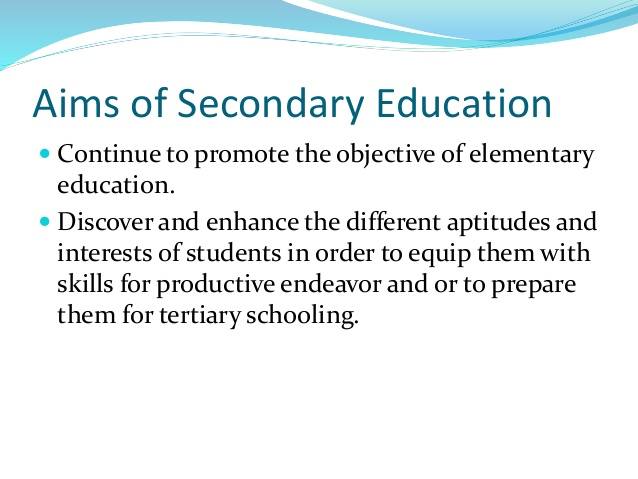 Aims of Secondary Education
• Continue to promote the objective of elementary
education.
• Discover and enhance the different aptitudes and
interests of students in order to equip them with
skills for productive endeavor and or to prepare
them for tertiary schooling.